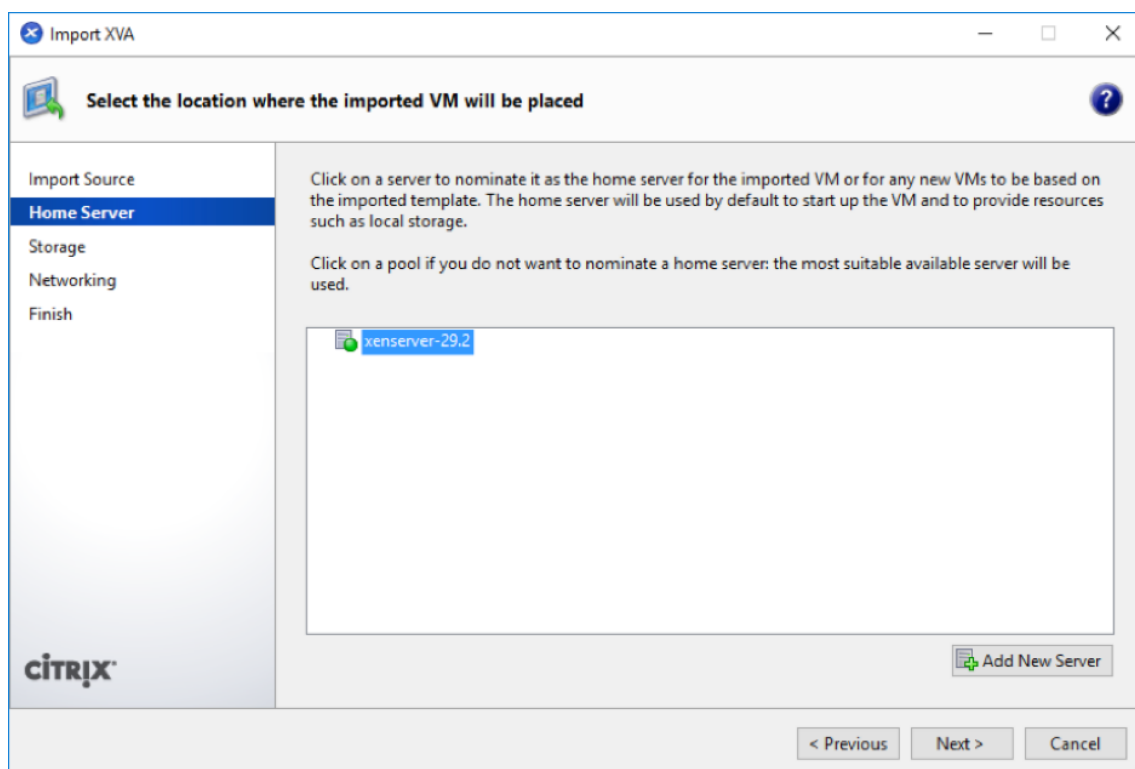 Import XVA
Select the location where the imported VM will be placed
?
Import Source
Home Server
Storage
Networking
Finish
Click on a server to nominate it as the home server for the imported VM or for any new VMs to be based on
the imported template. The home server will be used by default to start up the VM and to provide resources
such as local storage.
Click on a pool if you do not want to nominate a home server: the most suitable available server will be
used.
xenserver-29.2
CİTRỊX
Add New Server
< Previous
Next >
Cancel